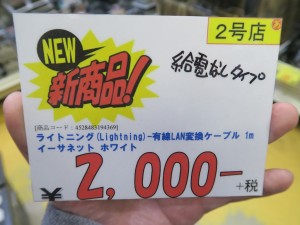 2号店
NEW
新商品!
給電なしタイプ
[商品コード:4528483194369]
ライトニング(Lightning)-有線LAN変換ケーブル 1m
イーサネット ホワイト
¥2,000-
+税